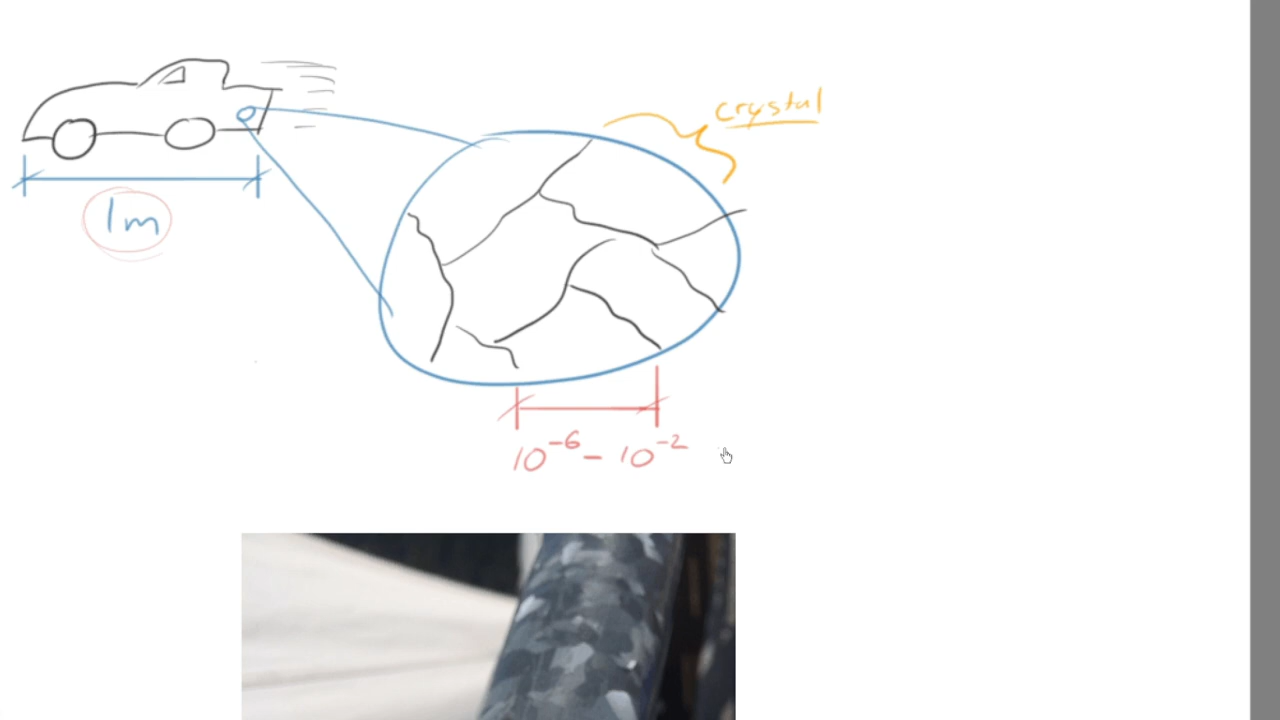 crystal
1m
10⁻⁶ - 10⁻²